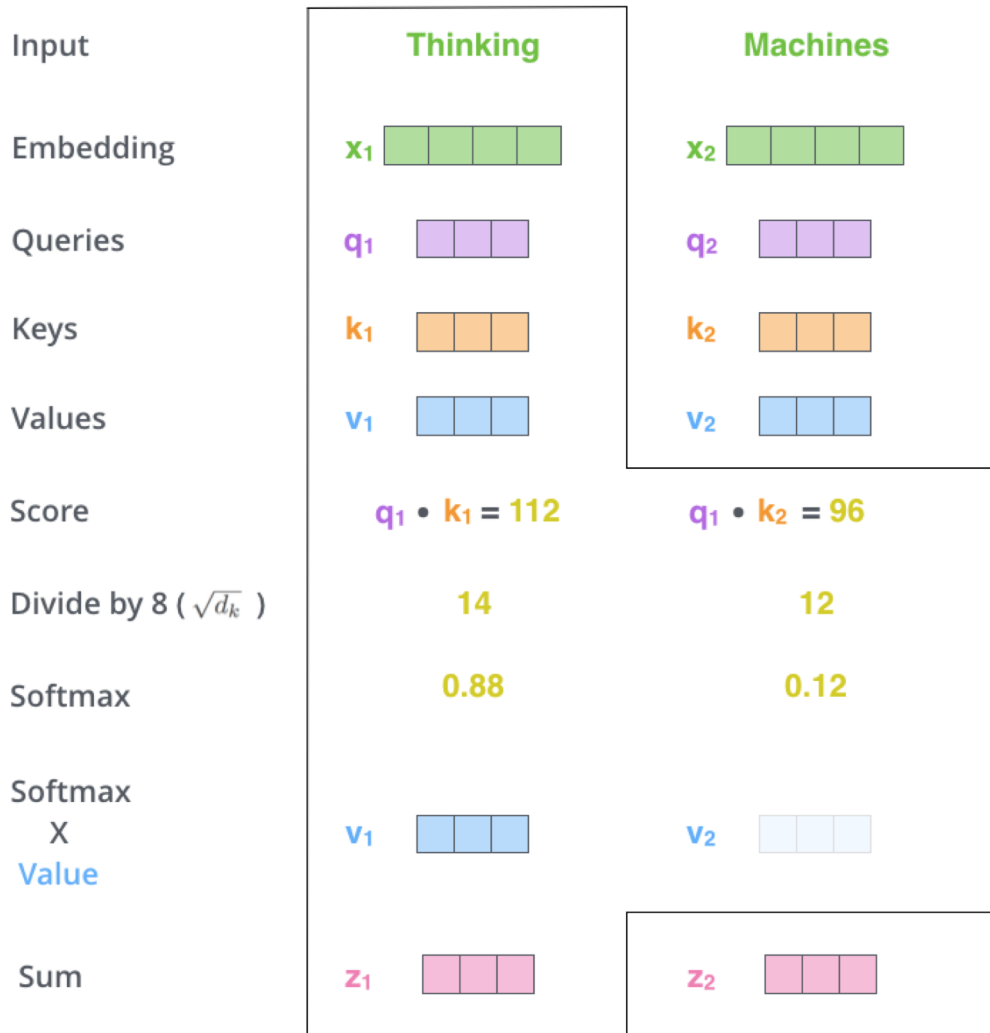 Input Thinking Machines
Embedding x₁ x₂
Queries q₁ q₂
Keys k₁ k₂
Values v₁ v₂
Score q₁ • k₁ = 112 q₁ • k₂ = 96
Divide by 8 ( √dₖ ) 14 12
Softmax 0.88 0.12
Softmax
X v₁ v₂
Value
Sum z₁ z₂